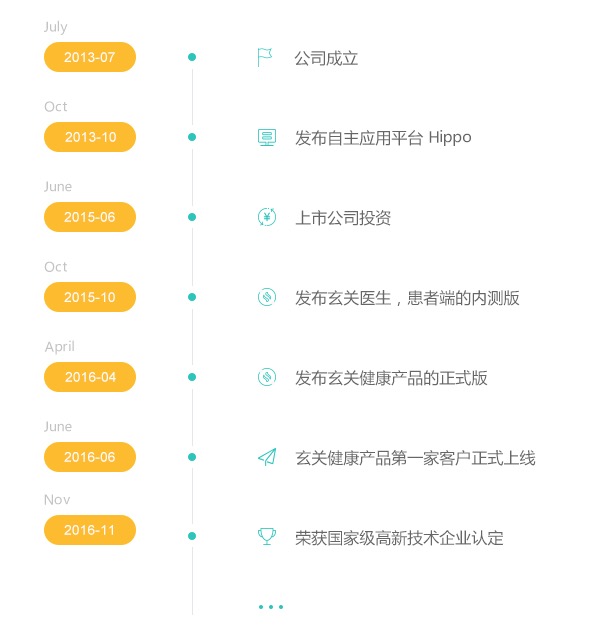 July
2013-07
公司成立
Oct
2013-10
发布自主应用平台 Hippo
June
2015-06
上市公司投资
Oct
2015-10
发布玄关医生，患者端的内测版
April
2016-04
发布玄关健康产品的正式版
June
2016-06
玄关健康产品第一家客户正式上线
Nov
2016-11
荣获国家级高新技术企业认定
•••